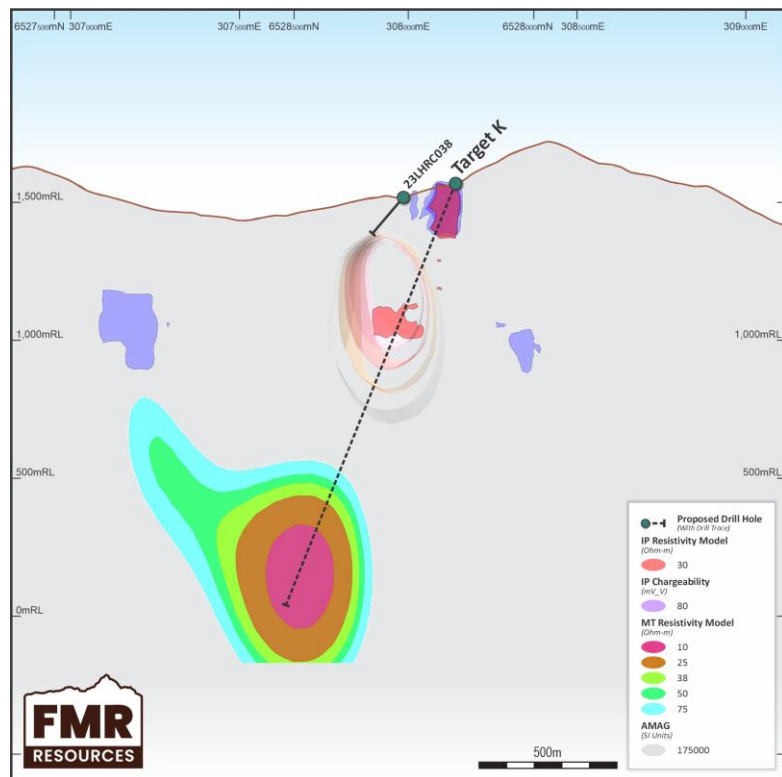 6527500mN 307000mE 307500mE 6528500mN 308000mE 6528000mN 308500mE 309000mE
23LHRC038
Target K
1,500mRL
1,000mRL 1,000mRL
500mRL 500mRL
0mRL
Proposed Drill Hole
(With Drill Trace)
IP Resistivity Model
(Ohm-m)
30
IP Chargeability
(mV_V)
80
MT Resistivity Model
(Ohm-m)
10
25
38
50
75
AMAG
(SI Units)
175000
FMR
RESOURCES
500m